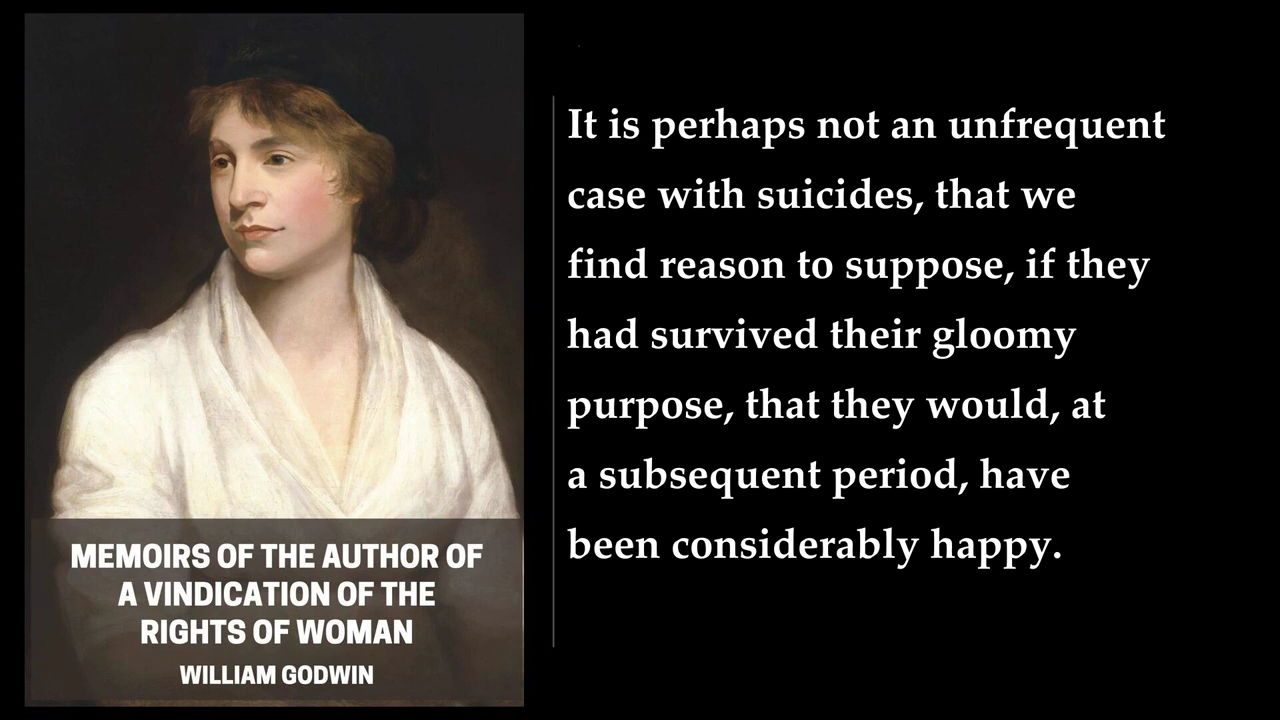 MEMOIRS OF THE AUTHOR OF
A VINDICATION OF THE
RIGHTS OF WOMAN
WILLIAM GODWIN
It is perhaps not an unfrequent
case with suicides, that we
find reason to suppose, if they
had survived their gloomy
purpose, that they would, at
a subsequent period, have
been considerably happy.